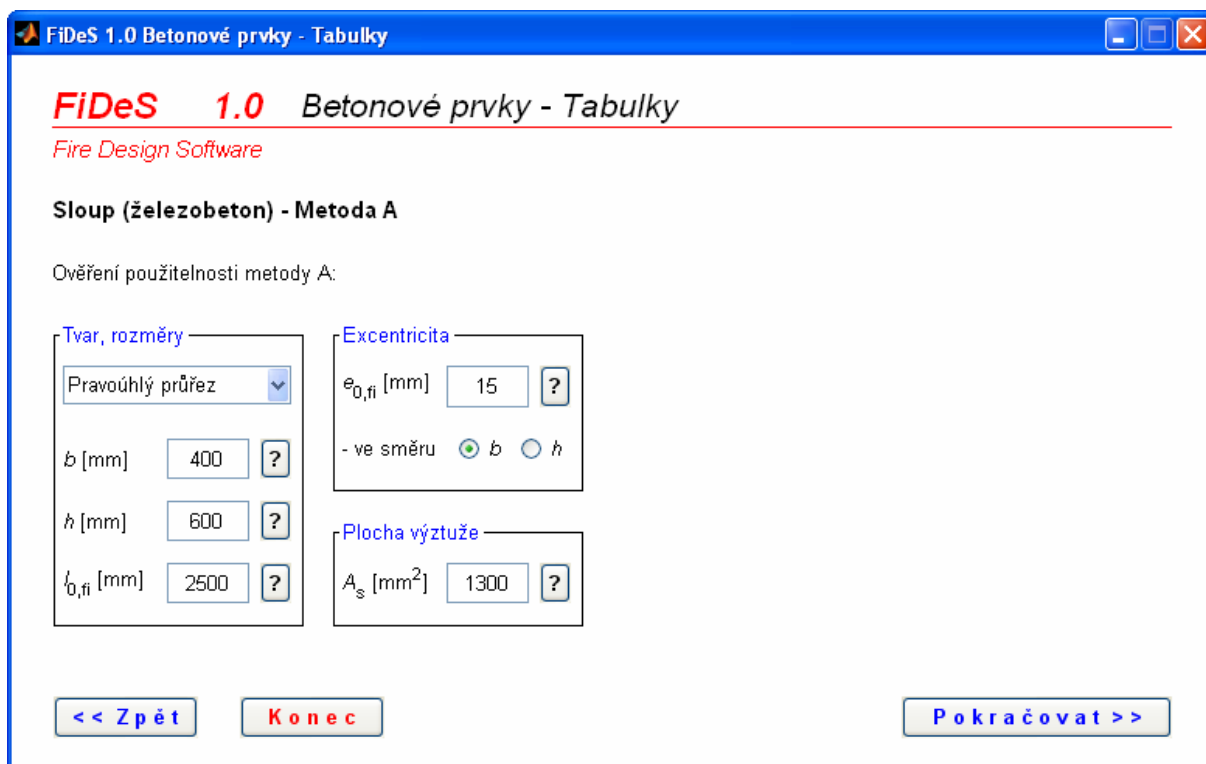 FiDeS 1.0 Betonové prvky - Tabulky
FiDeS 1.0 Betonové prvky - Tabulky
Fire Design Software
Sloup (železobeton) - Metoda A
Ověření použitelnosti metody A:
Tvar, rozměry
Pravoúhlý průřez
b [mm] 400 ?
h [mm] 600 ?
l0,fi [mm] 2500 ?
Excentricita
e0,fi [mm] 15 ?
- ve směru b h
Plocha výztuže
As [mm2] 1300 ?
<< Zpět
Konec
Pokračovat >>